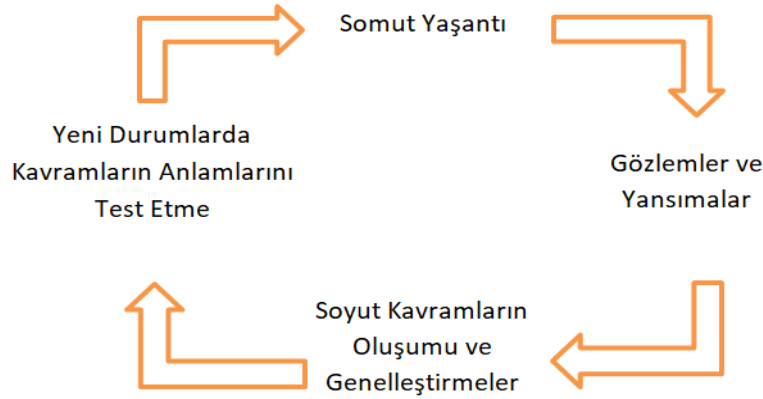 Somut Yaşantı
Gözlemler ve
Yansımalar
Soyut Kavramların
Oluşumu ve
Genelleştirmeler
Yeni Durumlarda
Kavramların Anlamlarını
Test Etme